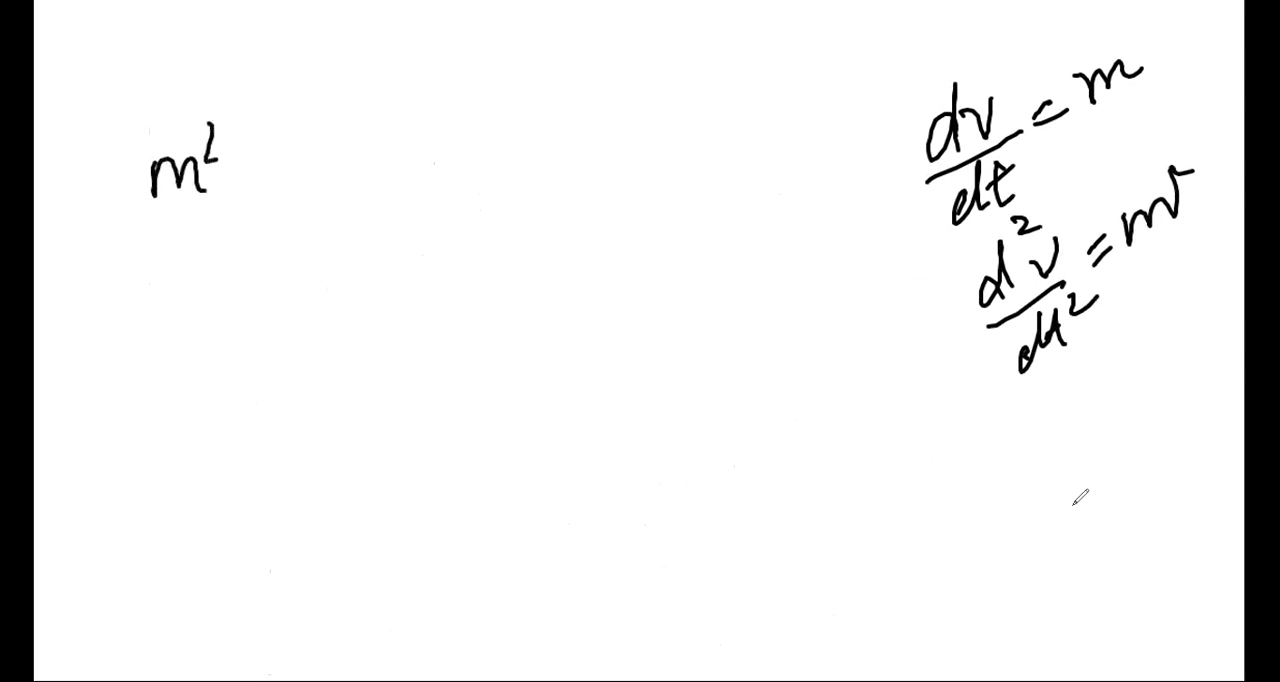 m²
dv/dt = m
d²v/dt² = m²